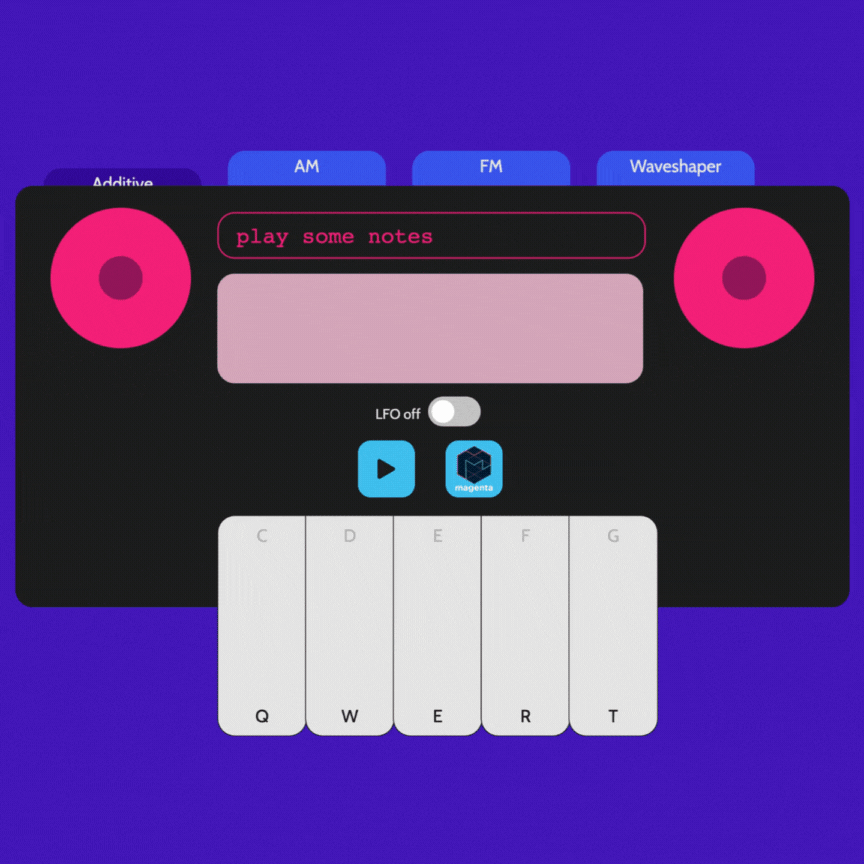 Additive
AM
FM
Waveshaper
play some notes
LFO off
magenta
C D E F G
Q W E R T